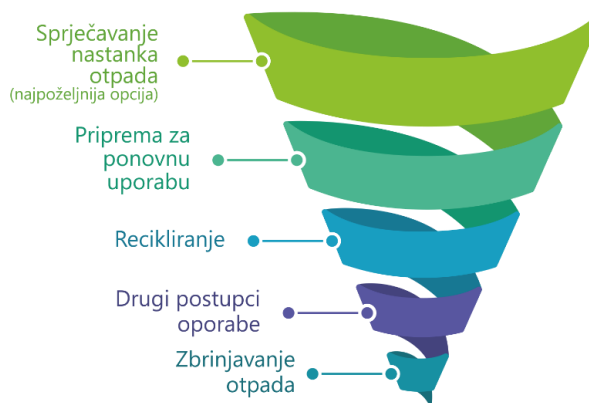 Sprječavanje
nastanka
otpada
(najpoželjnija opcija)
Priprema za
ponovnu
uporabu
Recikliranje
Drugi postupci
oporabe
Zbrinjavanje
otpada